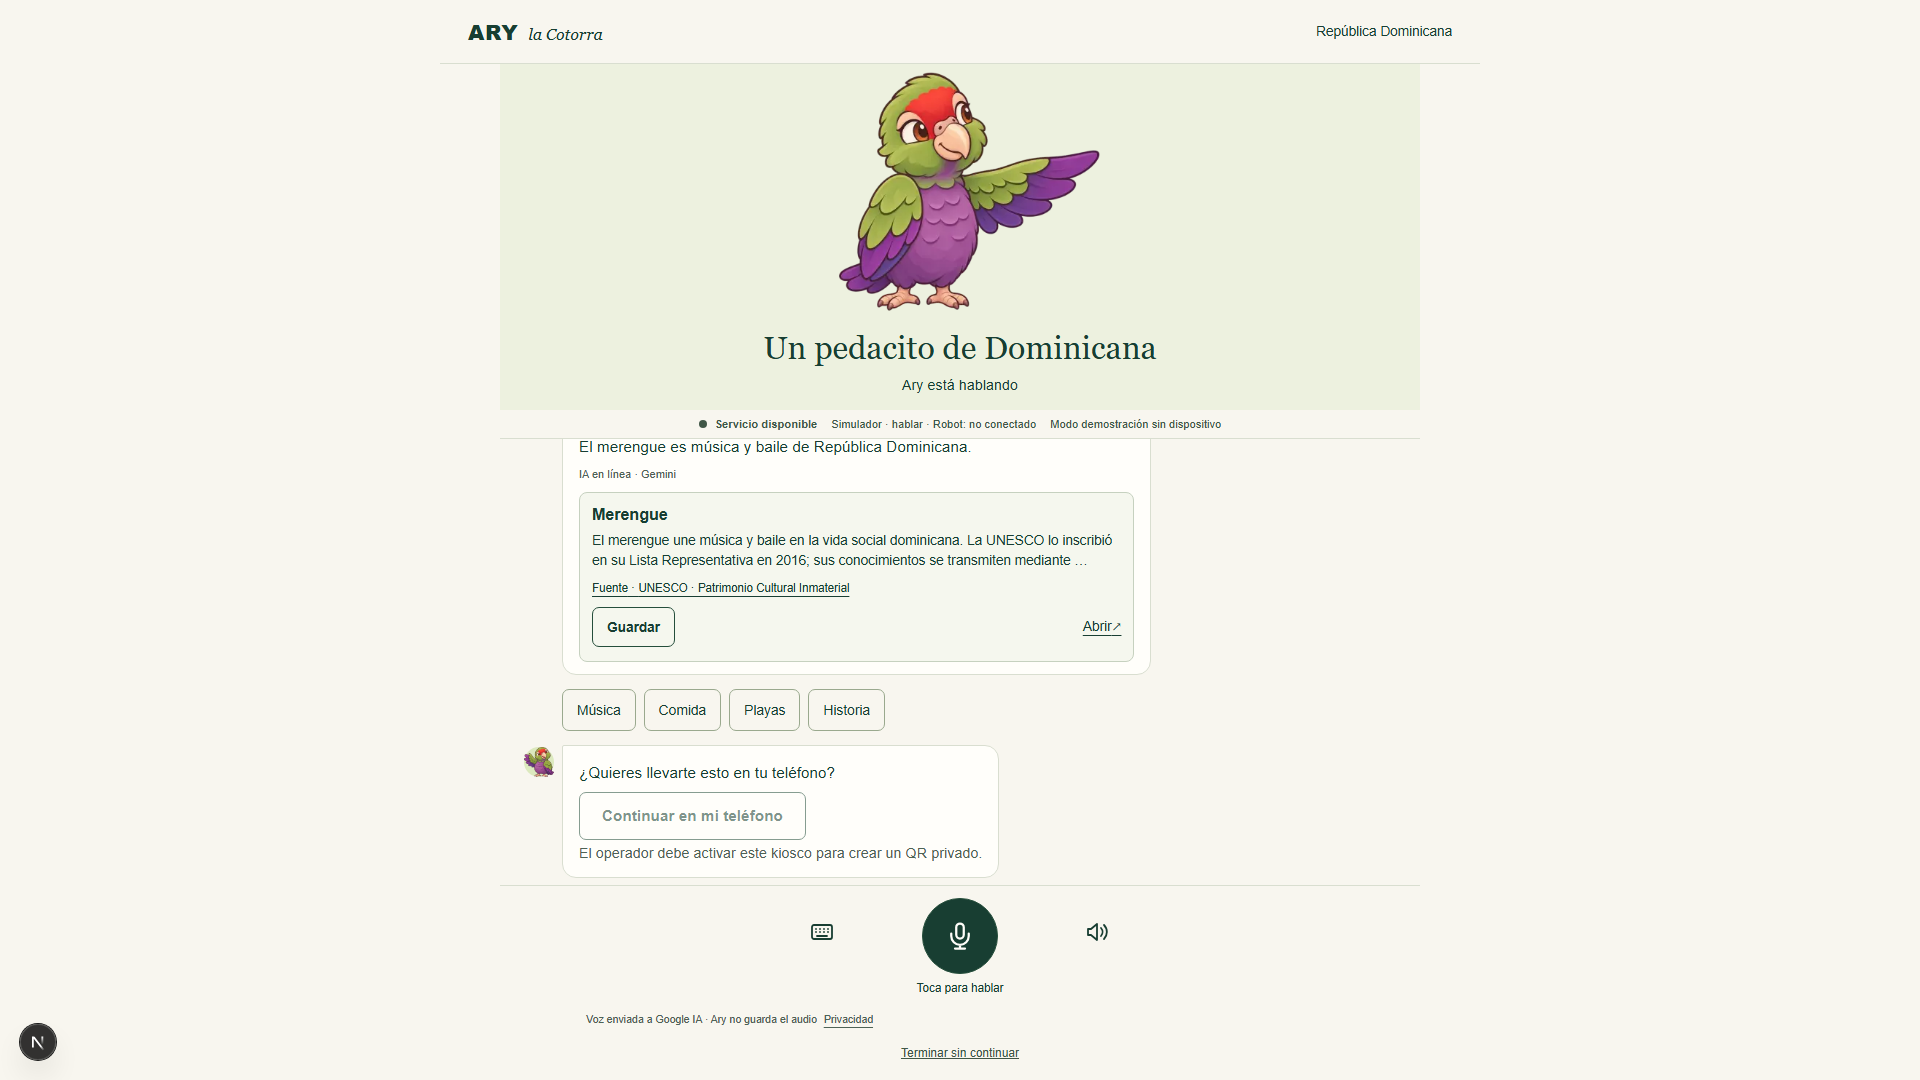 ARY la Cotorra
República Dominicana
Un pedacito de Dominicana
Ary está hablando
Servicio disponible Simulador · hablar · Robot: no conectado Modo demostración sin dispositivo
El merengue es música y baile de República Dominicana.
IA en línea · Gemini
Merengue
El merengue une música y baile en la vida social dominicana. La UNESCO lo inscribió
en su Lista Representativa en 2016; sus conocimientos se transmiten mediante …
Fuente · UNESCO · Patrimonio Cultural Inmaterial
Guardar
Abrir↗
Música
Comida
Playas
Historia
¿Quieres llevarte esto en tu teléfono?
Continuar en mi teléfono
El operador debe activar este kiosco para crear un QR privado.
Toca para hablar
Voz enviada a Google IA · Ary no guarda el audio Privacidad
Terminar sin continuar
N